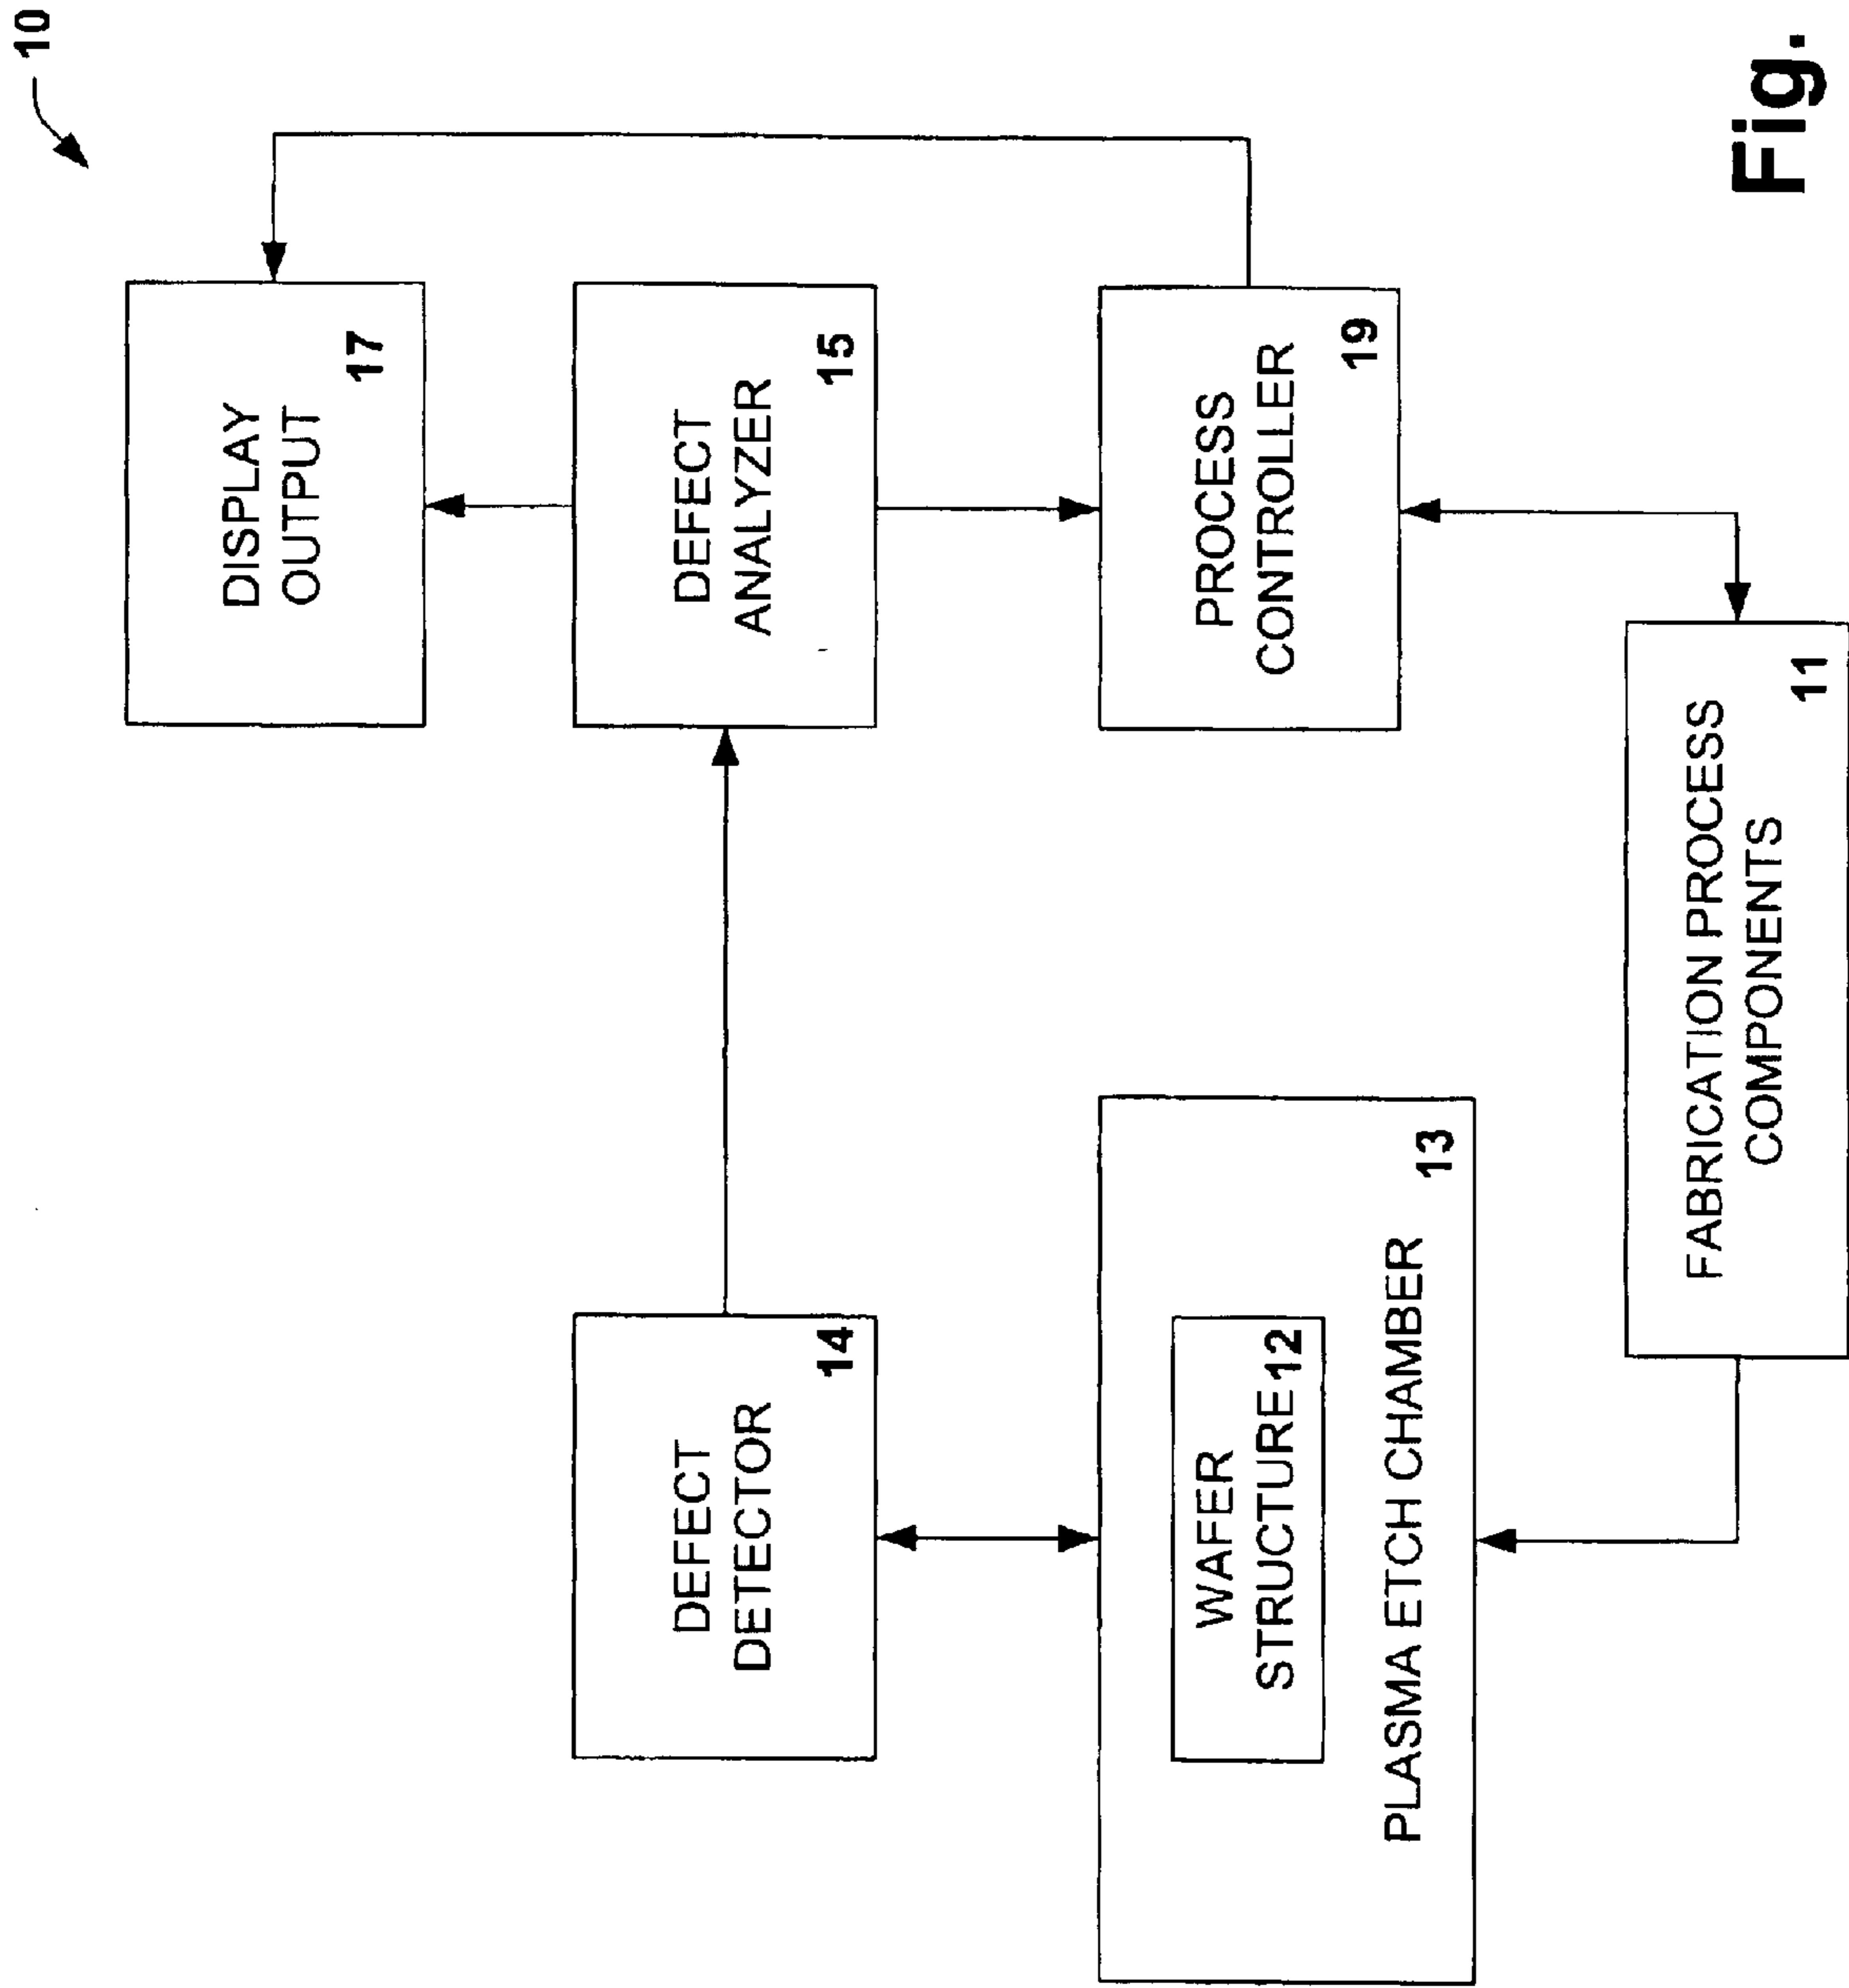 10
DISPLAY
OUTPUT
17
DEFECT
DETECTOR
14
DEFECT
ANALYZER
15
WAFER
STRUCTURE 12
PLASMA ETCH CHAMBER
13
PROCESS
CONTROLLER
19
FABRICATION PROCESS
COMPONENTS
11
Fig.